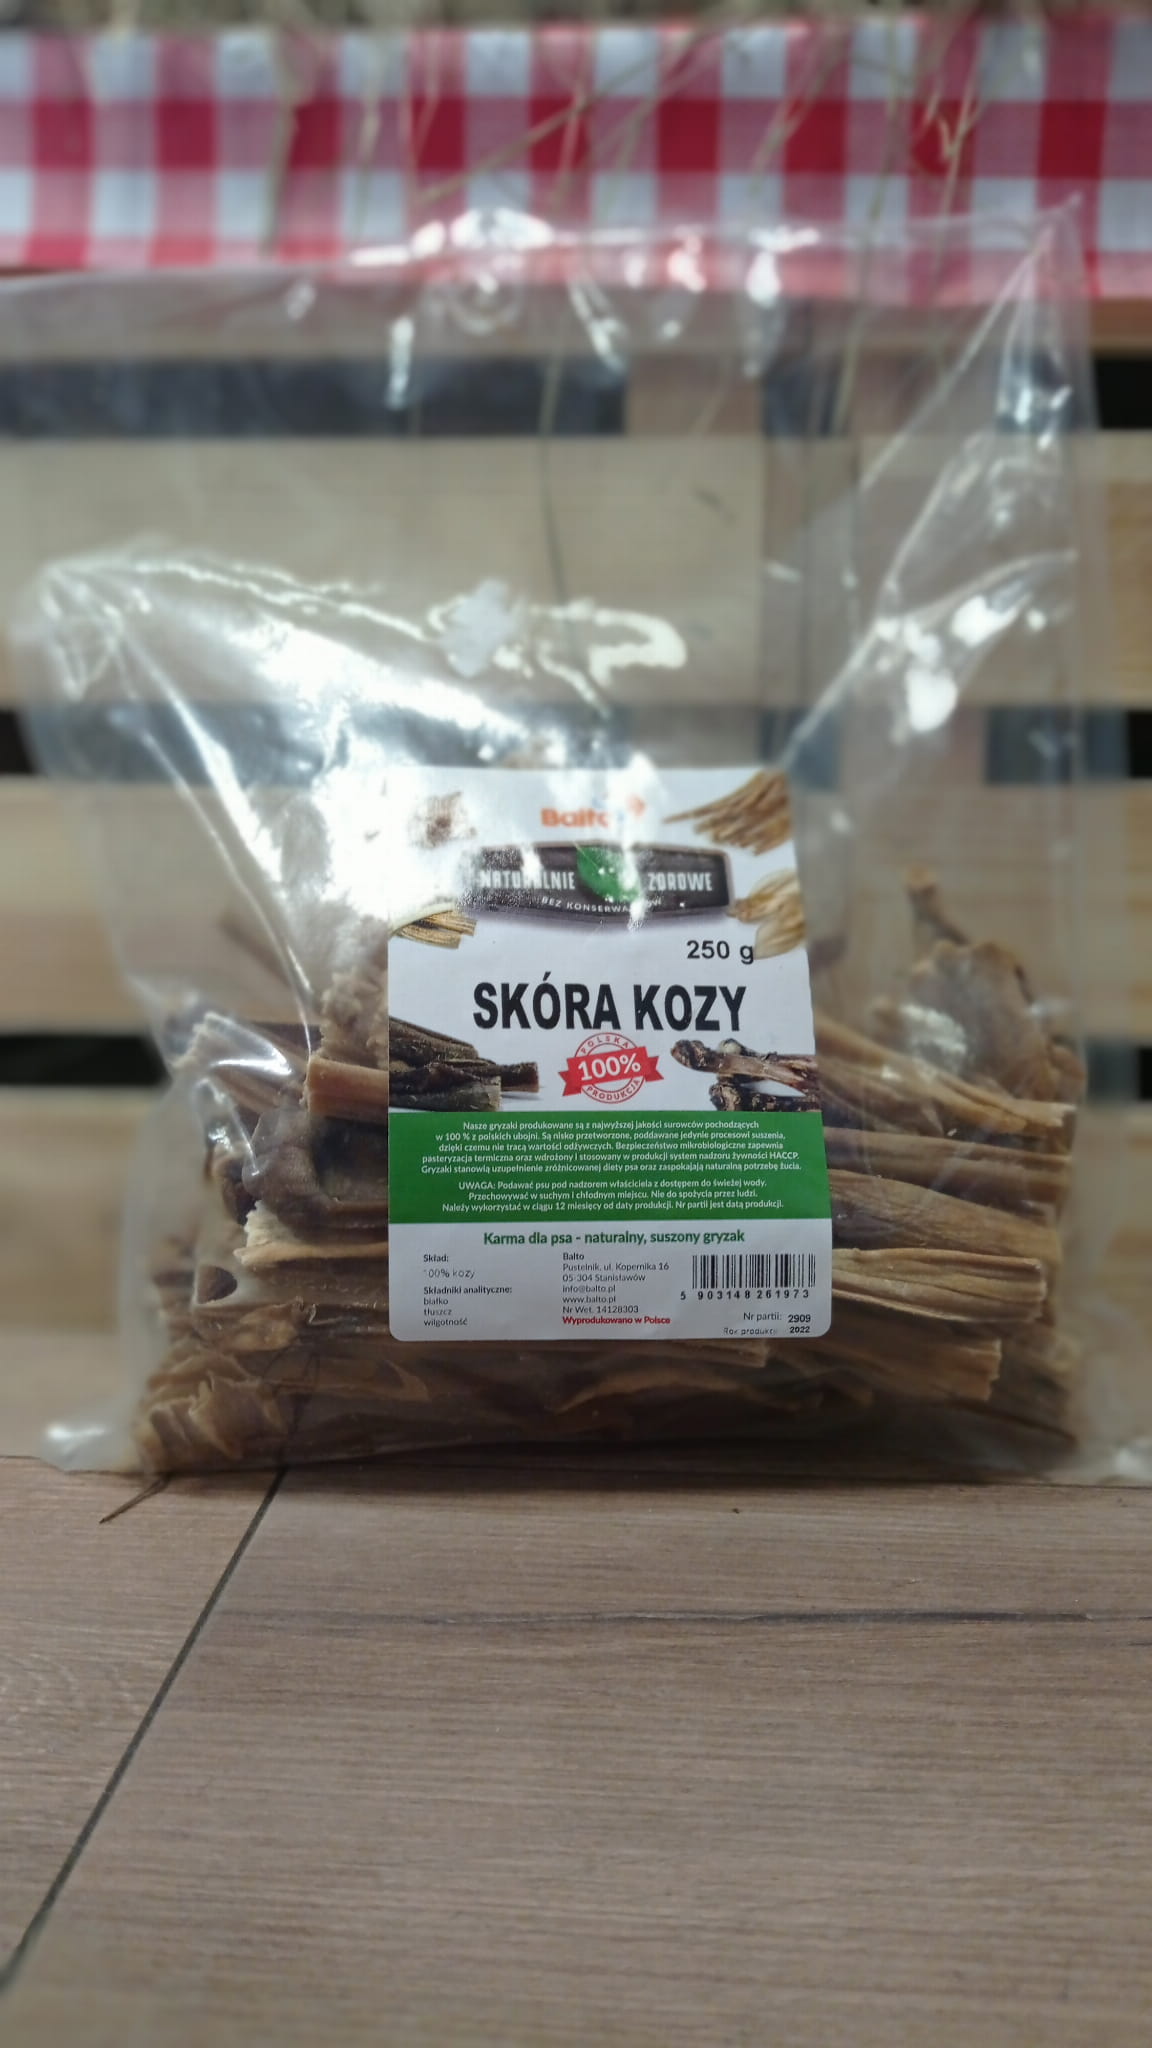 Balto
NATURALNIE ZDROWE
BEZ KONSERWANTÓW
250 g
SKÓRA KOZY
POLSKA
100%
PRODUKCJA
Nasze gryzaki produkowane są z najwyższej jakości surowców pochodzących
w 100 % z polskich ubojni. Są nisko przetworzone, poddawane jedynie procesowi suszenia,
dzięki czemu nie tracą wartości odżywczych. Bezpieczeństwo mikrobiologiczne zapewnia
pasteryzacja termiczna oraz wdrożony i stosowany w produkcji system nadzoru żywności HACCP.
Gryzaki stanowią uzupełnienie zróżnicowanej diety psa oraz zaspokajają naturalną potrzebę żucia.
UWAGA: Podawać psu pod nadzorem właściciela z dostępem do świeżej wody.
Przechowywać w suchym i chłodnym miejscu. Nie do spożycia przez ludzi.
Należy wykorzystać w ciągu 12 miesięcy od daty produkcji. Nr partii jest datą produkcji.
Karma dla psa - naturalny, suszony gryzak
Skład:
100% kozy
Składniki analityczne:
białko
tłuszcz
wilgotność
Balto
Pustelnik, ul. Kopernika 16
05-304 Stanisławów
info@balto.pl
www.balto.pl
Nr Wet. 14128303
Wyprodukowano w Polsce
5 903148 261973
Nr partii: 2909
Rok produkcji 2022